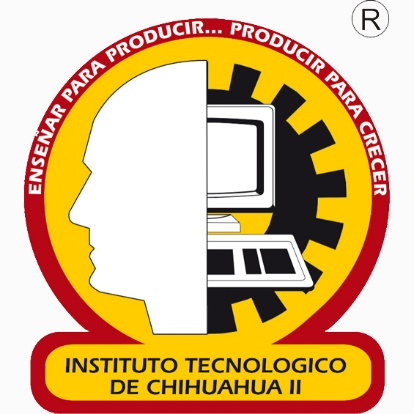 ®
ENSEÑAR PARA PRODUCIR... PRODUCIR PARA CRECER
INSTITUTO TECNOLOGICO
DE CHIHUAHUA II